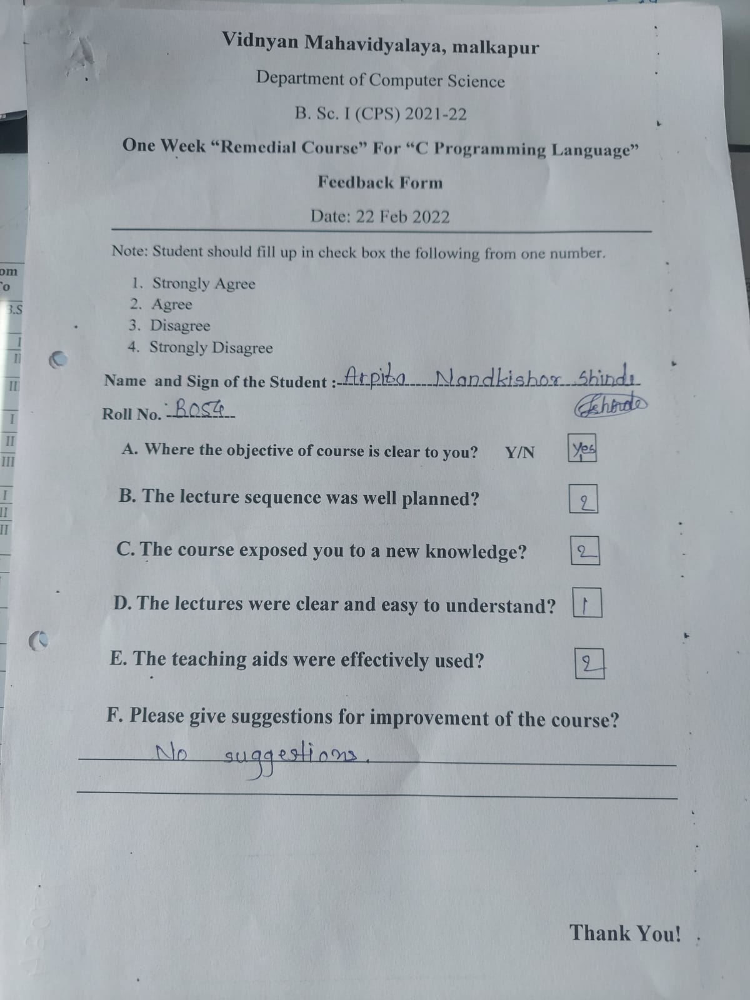 Vidnyan Mahavidyalaya, malkapur
Department of Computer Science
B. Sc. I (CPS) 2021-22
One Week “Remedial Course” For “C Programming Language”
Feedback Form
Date: 22 Feb 2022
Note: Student should fill up in check box the following from one number.
1. Strongly Agree
2. Agree
3. Disagree
4. Strongly Disagree
Name and Sign of the Student :- Arpita Nandkishor Shinde
Roll No. - B054
A. Where the objective of course is clear to you? Y/N Yes
B. The lecture sequence was well planned? 2
C. The course exposed you to a new knowledge? 2
D. The lectures were clear and easy to understand? 1
E. The teaching aids were effectively used? 2
F. Please give suggestions for improvement of the course?
No suggestions.
Thank You!